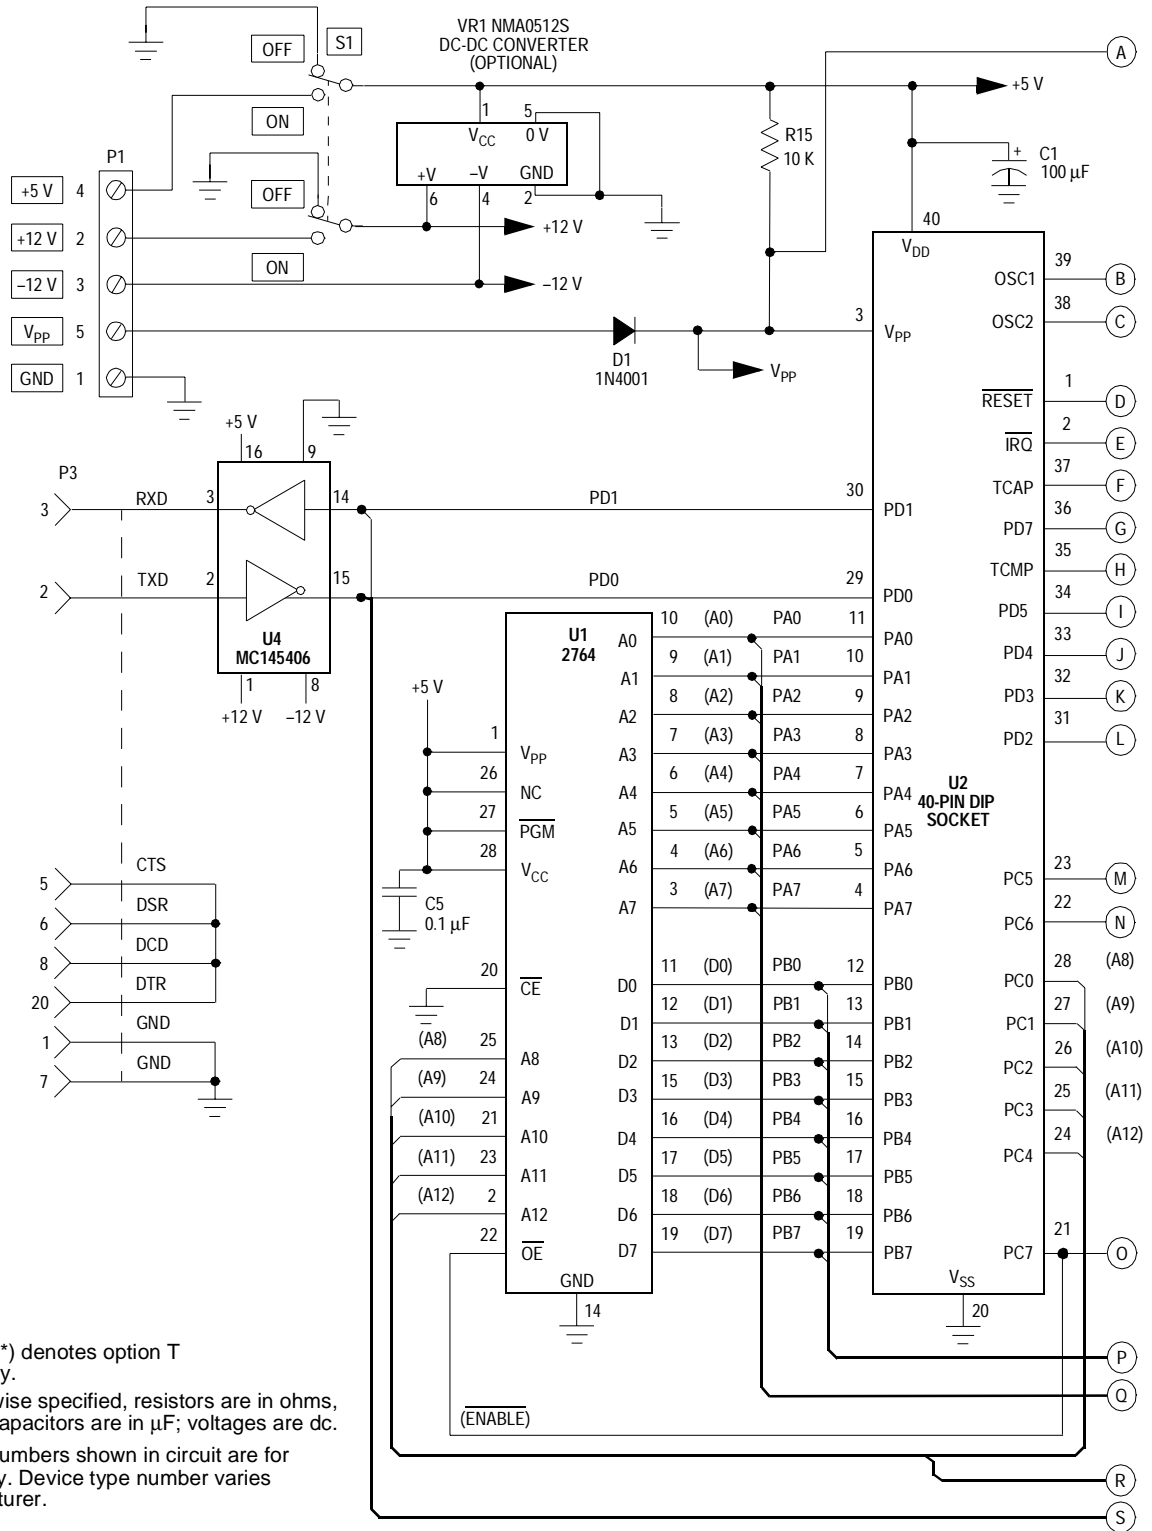 VR1 NMA0512S
DC-DC CONVERTER
(OPTIONAL)
OFF
S1
A
+5 V
1
5
VCC
0 V
ON
R15
10 K
+
C1
100 µF
P1
+V
–V
GND
6
4
2
+5 V
4
OFF
+12 V
2
+12 V
40
VDD
ON
–12 V
3
–12 V
39
OSC1
B
VPP
5
3
VPP
38
OSC2
C
D1
1N4001
VPP
GND
1
1
RESET
D
+5 V
16
9
2
IRQ
E
P3
37
TCAP
F
3
RXD
3
14
PD1
30
PD1
36
PD7
G
35
TCMP
H
2
TXD
2
15
PD0
29
PD0
34
PD5
I
U4
MC145406
33
PD4
J
1
8
+12 V
–12 V
32
PD3
K
31
PD2
L
U1
2764
A0
10
(A0)
PA0
11
PA0
A1
9
(A1)
PA1
10
PA1
+5 V
A2
8
(A2)
PA2
9
PA2
1
VPP
A3
7
(A3)
PA3
8
PA3
26
NC
A4
6
(A4)
PA4
7
PA4
U2
40-PIN DIP
SOCKET
27
PGM
A5
5
(A5)
PA5
6
PA5
28
VCC
A6
4
(A6)
PA6
5
PA6
C5
0.1 µF
A7
3
(A7)
PA7
4
PA7
23
PC5
M
22
PC6
N
5
CTS
6
DSR
8
DCD
20
DTR
1
GND
7
GND
20
CE
D0
11
(D0)
PB0
12
PB0
28
PC0
(A8)
D1
12
(D1)
PB1
13
PB1
27
PC1
(A9)
(A8)
25
A8
D2
13
(D2)
PB2
14
PB2
26
PC2
(A10)
(A9)
24
A9
D3
15
(D3)
PB3
15
PB3
25
PC3
(A11)
(A10)
21
A10
D4
16
(D4)
PB4
16
PB4
24
PC4
(A12)
(A11)
23
A11
D5
17
(D5)
PB5
17
PB5
(A12)
2
A12
D6
18
(D6)
PB6
18
PB6
22
OE
D7
19
(D7)
PB7
19
PB7
21
PC7
O
GND
14
VSS
20
P
Q
(ENABLE)
R
S
*) denotes option T
y.
wise specified, resistors are in ohms,
capacitors are in µF; voltages are dc.
umbers shown in circuit are for
y. Device type number varies
turer.